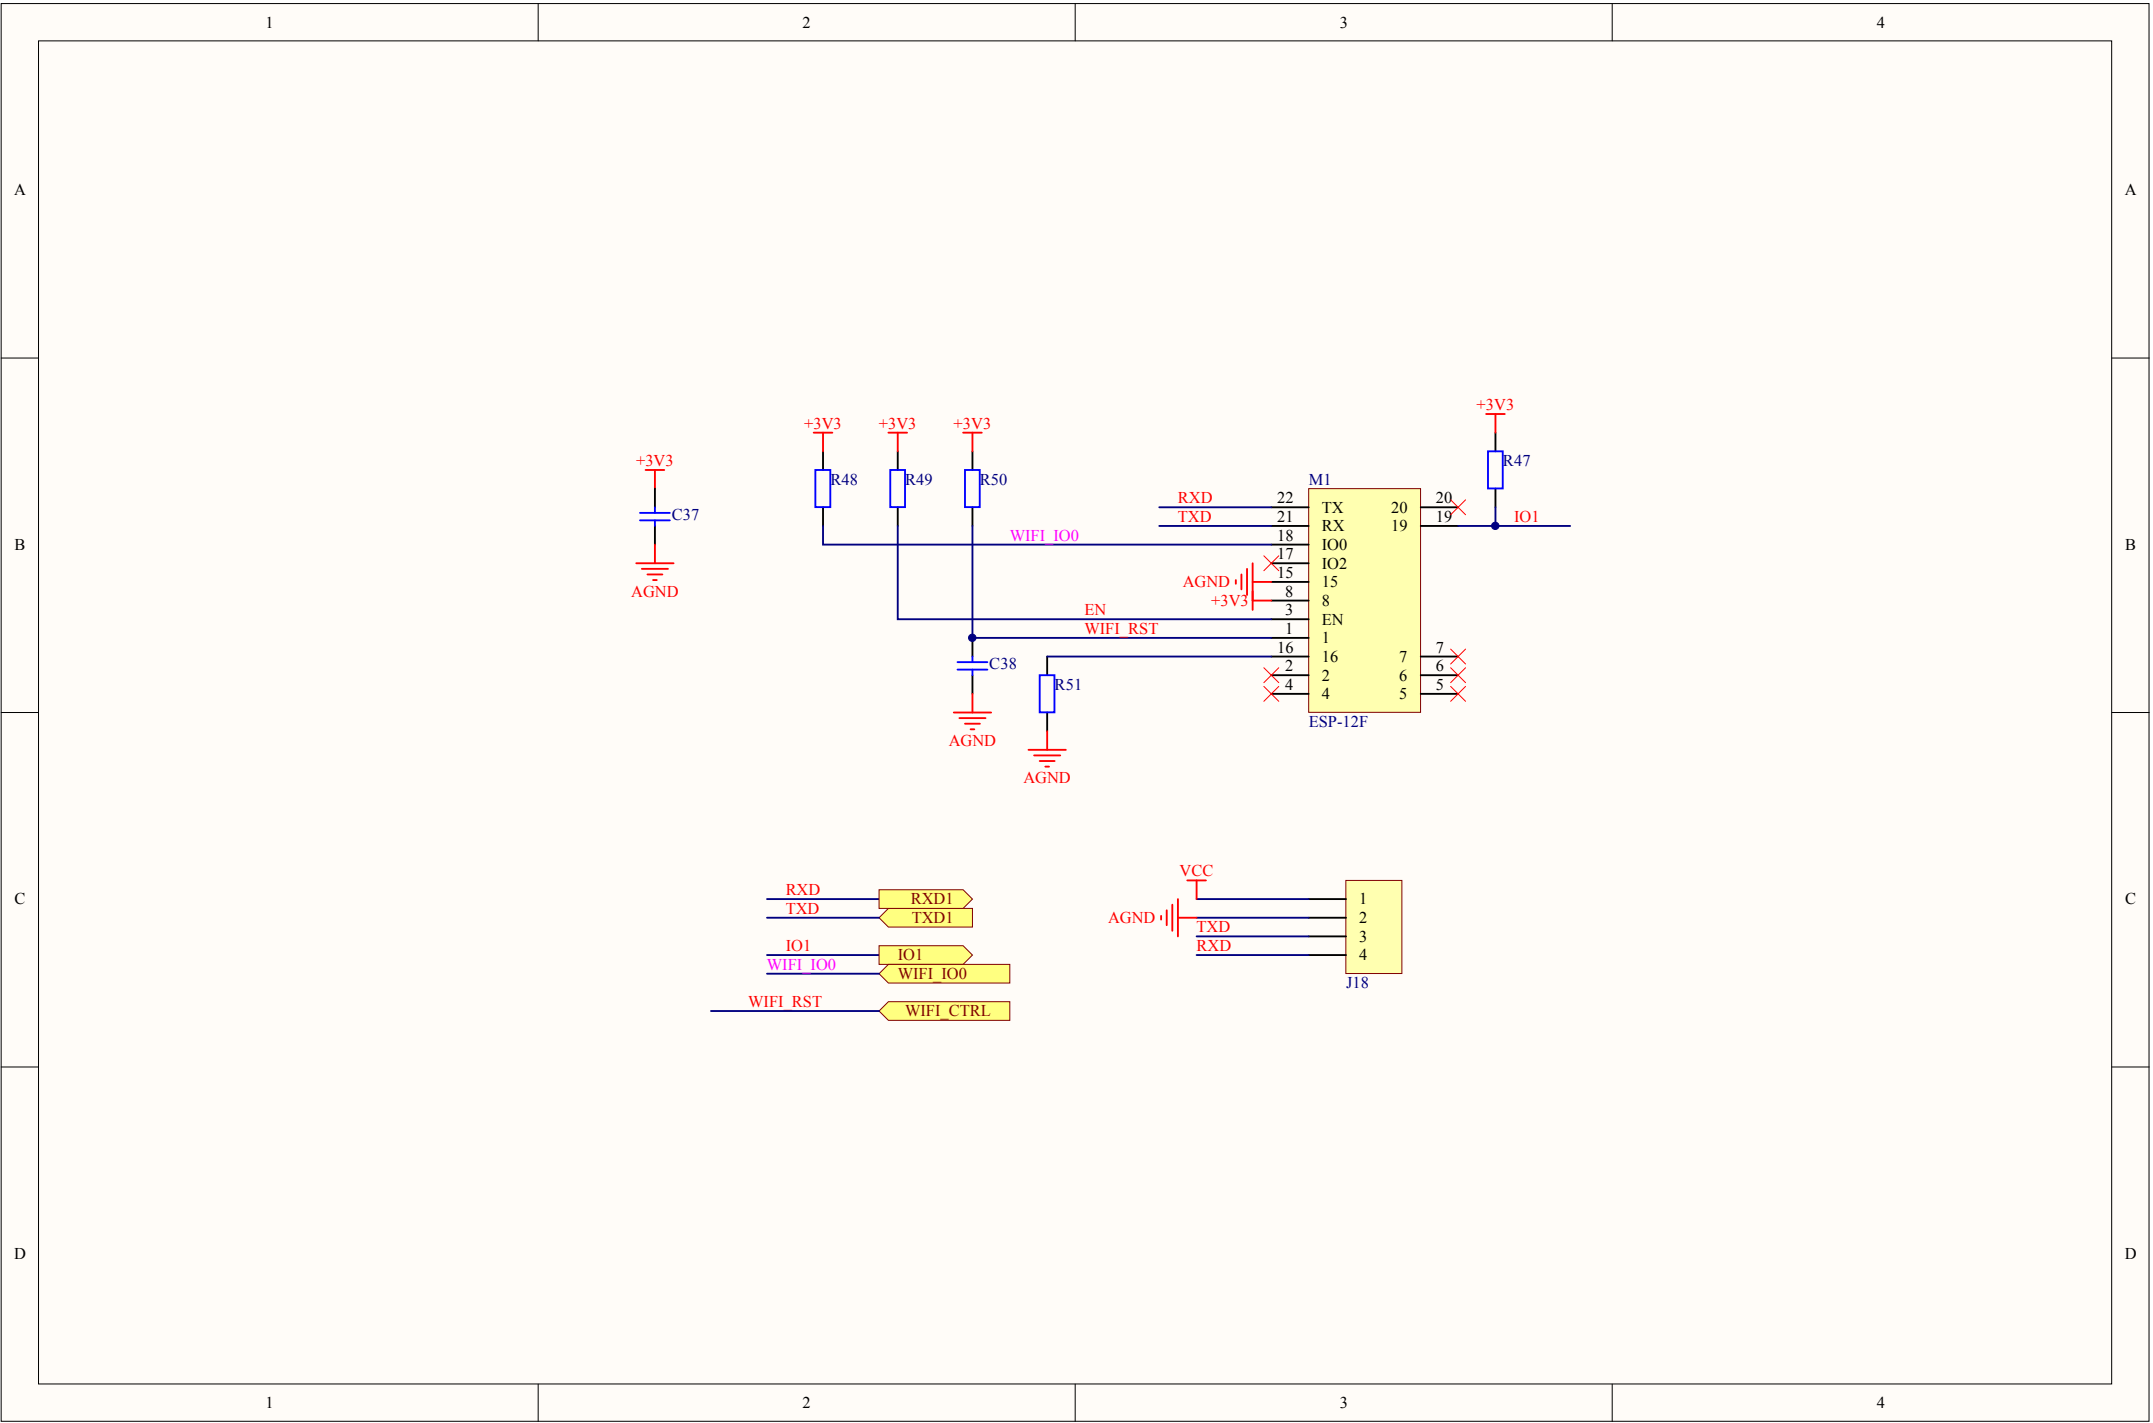 1 2 3 4
A A
+3V3
+3V3 +3V3 +3V3
+3V3
R48 R49 R50 M1 R47
C37
AGND
RXD 22 TX 20 20
TXD 21 RX 19 19 IO1
WIFI_IO0 18 IO0
B B
17 IO2
AGND 15 15
+3V3 8 8
EN 3 EN
WIFI_RST 1 1
16 16 7 7
C38 2 2 6 6
R51 4 4 5 5
ESP-12F
AGND
AGND
VCC
RXD RXD1 1
C C
TXD TXD1 AGND 2
TXD 3
IO1 IO1 RXD 4
WIFI_IO0 WIFI_IO0
J18
WIFI_RST WIFI_CTRL
D D
1 2 3 4